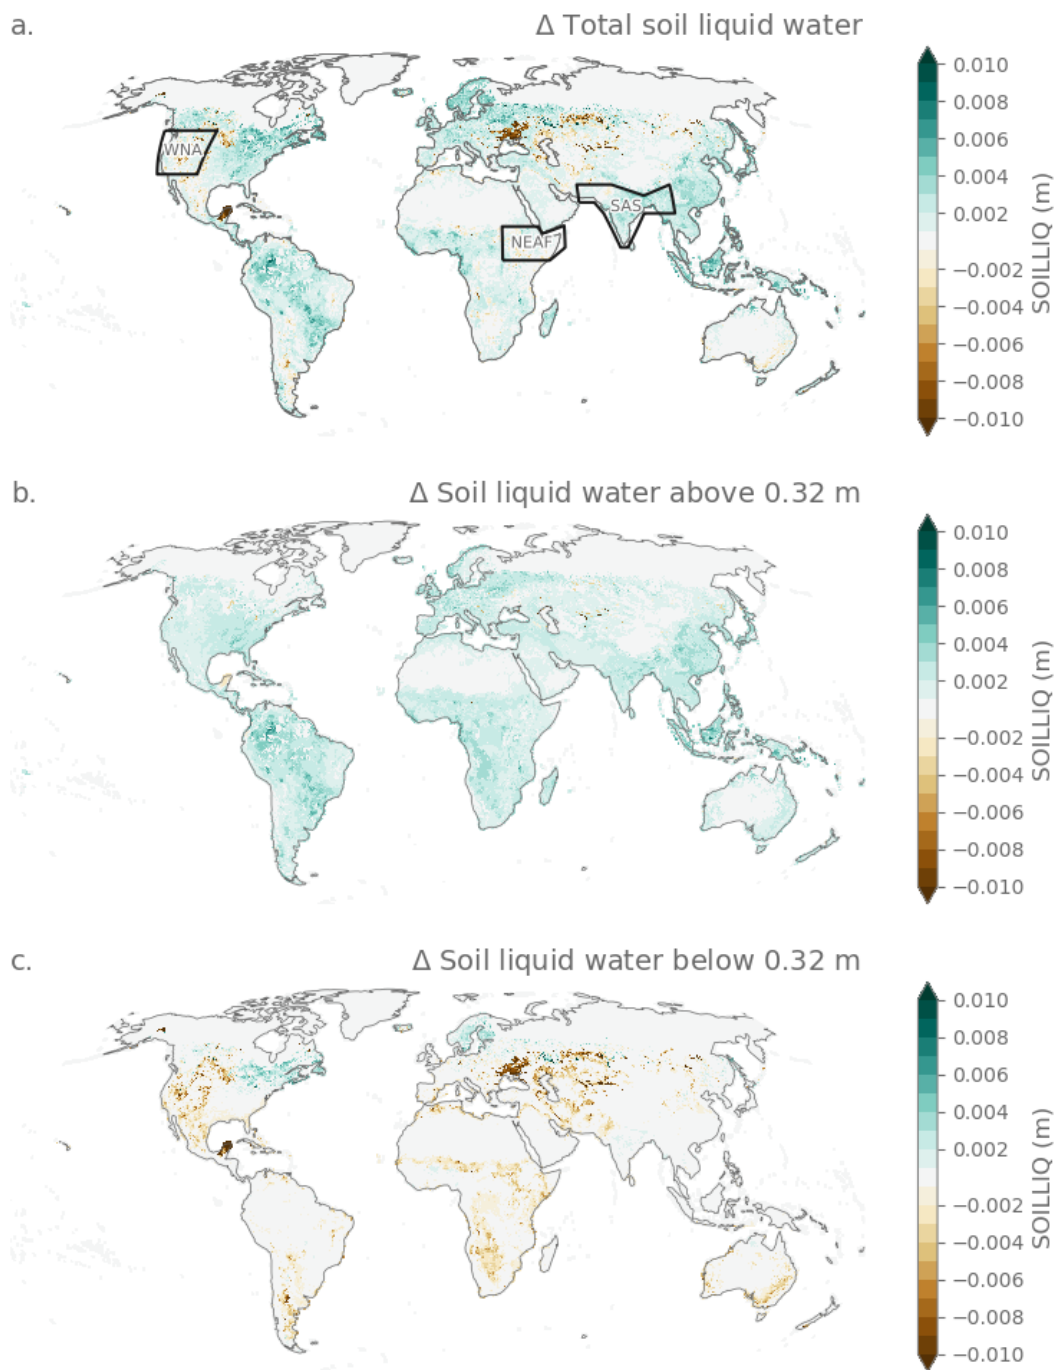 a.
Δ Total soil liquid water
WNA
SAS
NEAF
0.010
0.008
0.006
0.004
0.002
−0.002
−0.004
−0.006
−0.008
−0.010
SOILLIQ (m)
b.
Δ Soil liquid water above 0.32 m
0.010
0.008
0.006
0.004
0.002
−0.002
−0.004
−0.006
−0.008
−0.010
SOILLIQ (m)
c.
Δ Soil liquid water below 0.32 m
0.010
0.008
0.006
0.004
0.002
−0.002
−0.004
−0.006
−0.008
−0.010
SOILLIQ (m)